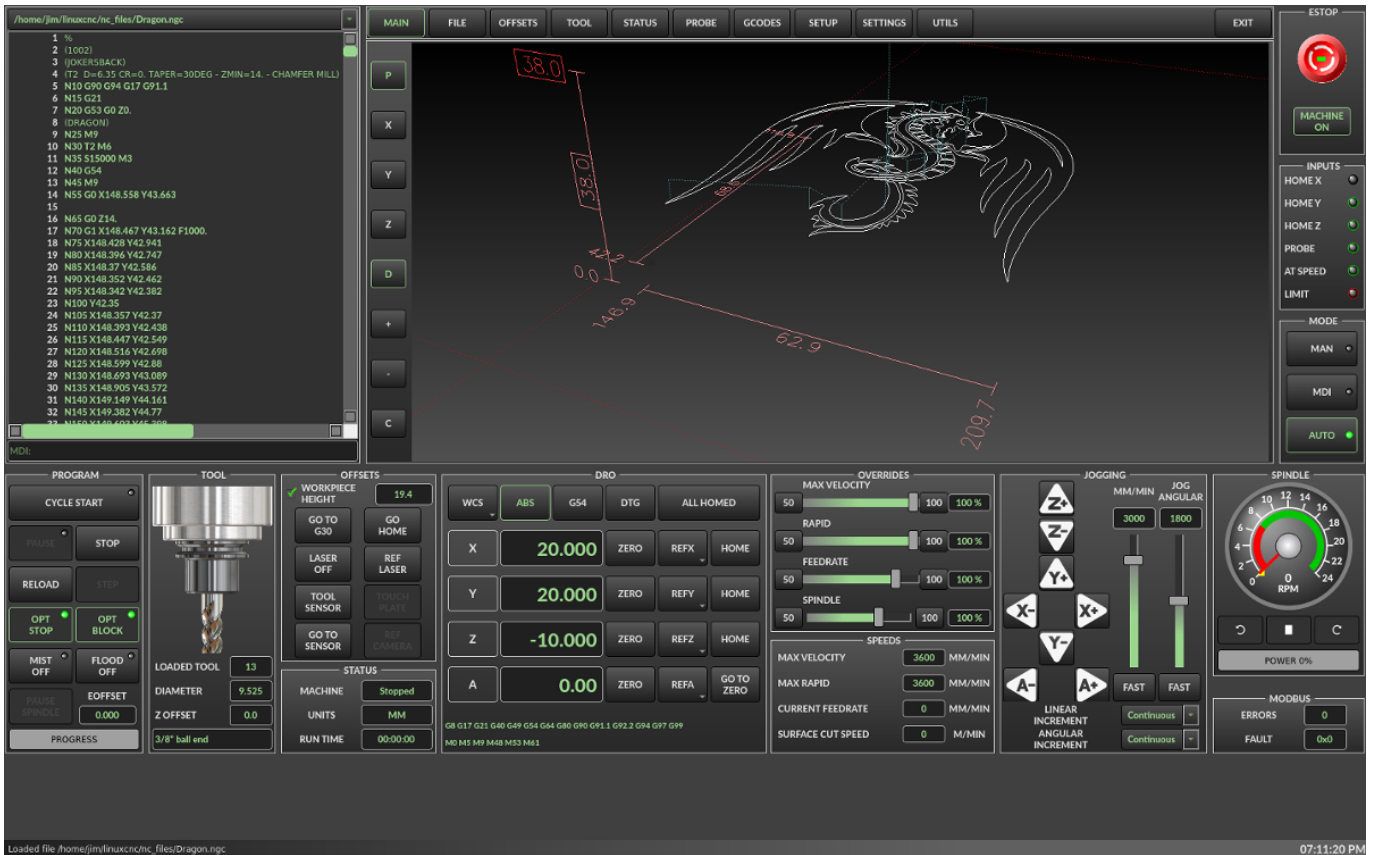 /home/jim/linuxcnc/nc_files/Dragon.ngc
1 %
2 (1002)
3 (JOKERSBACK)
4 (T2 D=6.35 CR=0. TAPER=30DEG - ZMIN=14. - CHAMFER MILL)
5 N10 G90 G94 G17 G91.1
6 N15 G21
7 N20 G53 G0 Z0.
8 (DRAGON)
9 N25 M9
10 N30 T2 M6
11 N35 S15000 M3
12 N40 G54
13 N45 M9
14 N55 G0 X148.558 Y43.663
15
16 N65 G0 Z14.
17 N70 G1 X148.467 Y43.162 F1000.
18 N75 X148.428 Y42.941
19 N80 X148.396 Y42.747
20 N85 X148.37 Y42.586
21 N90 X148.352 Y42.462
22 N95 X148.342 Y42.382
23 N100 Y42.35
24 N105 X148.357 Y42.37
25 N110 X148.393 Y42.438
26 N115 X148.447 Y42.549
27 N120 X148.516 Y42.698
28 N125 X148.599 Y42.88
29 N130 X148.693 Y43.089
30 N135 X148.905 Y43.572
31 N140 X149.149 Y44.161
32 N145 X149.382 Y44.77
MDI:
MAIN FILE OFFSETS TOOL STATUS PROBE GCODES SETUP SETTINGS UTILS EXIT
P
X
Y
Z
D
+
-
C
38.0
38.0
68.6
42.2
0.0
146.9
62.9
209.7
ESTOP
MACHINE
ON
INPUTS
HOME X
HOME Y
HOME Z
PROBE
AT SPEED
LIMIT
MODE
MAN
MDI
AUTO
PROGRAM
CYCLE START
PAUSE STOP
RELOAD STEP
OPT
STOP
OPT
BLOCK
MIST
OFF
FLOOD
OFF
PAUSE
SPINDLE
EOFFSET
0.000
PROGRESS
TOOL
LOADED TOOL 13
DIAMETER 9.525
Z OFFSET 0.0
3/8" ball end
OFFSETS
WORKPIECE
HEIGHT
19.4
GO TO
G30
GO
HOME
LASER
OFF
REF
LASER
TOOL
SENSOR
TOUCH
PLATE
GO TO
SENSOR
REF
CAMERA
STATUS
MACHINE Stopped
UNITS MM
RUN TIME 00:00:00
DRO
WCS ABS G54 DTG ALL HOMED
X 20.000 ZERO REFX HOME
Y 20.000 ZERO REFY HOME
Z -10.000 ZERO REFZ HOME
A 0.00 ZERO REFA GO TO
ZERO
G8 G17 G21 G40 G49 G54 G64 G80 G90 G91.1 G92.2 G94 G97 G99
M0 M5 M9 M48 M53 M61
OVERRIDES
MAX VELOCITY
50 100 100 %
RAPID
50 100 100 %
FEEDRATE
50 100 100 %
SPINDLE
50 100 100 %
SPEEDS
MAX VELOCITY 3600 MM/MIN
MAX RAPID 3600 MM/MIN
CURRENT FEEDRATE 0 MM/MIN
SURFACE CUT SPEED 0 M/MIN
JOGGING
Z+
Z-
Y+
X-
X+
Y-
A-
A+
MM/MIN
3000
JOG
ANGULAR
1800
FAST FAST
LINEAR
INCREMENT
Continuous
ANGULAR
INCREMENT
Continuous
SPINDLE
0 2 4 6 8 10 12 14 16 18 20 22 24
0
RPM
POWER 0%
MODBUS
ERRORS 0
FAULT 0x0
Loaded file /home/jim/linuxcnc/nc_files/Dragon.ngc
07:11:20 PM